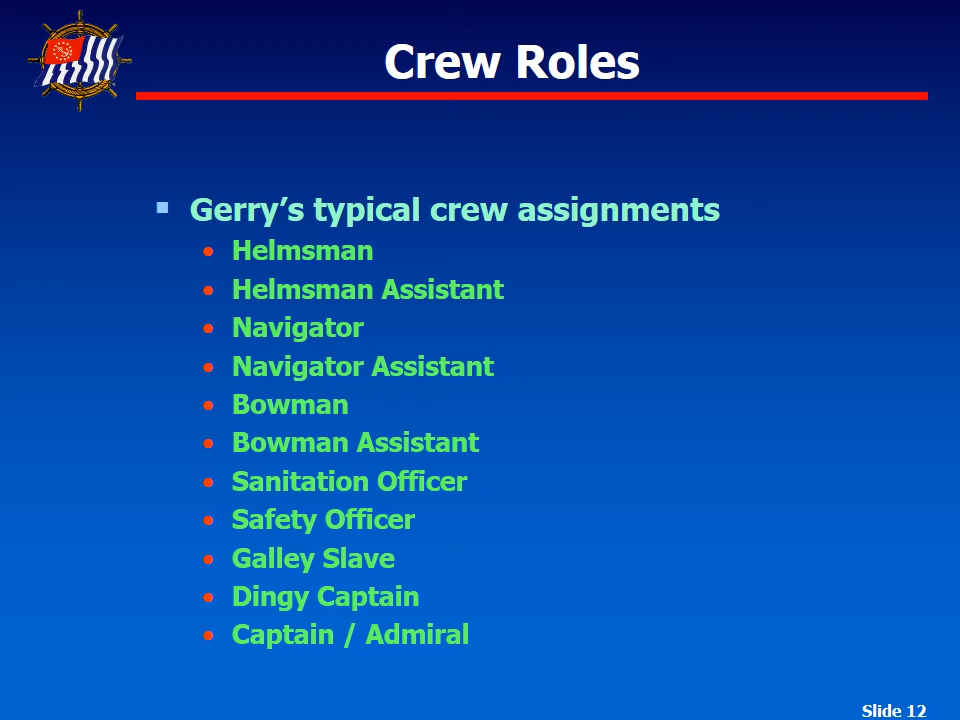 Crew Roles
Gerry’s typical crew assignments
Helmsman
Helmsman Assistant
Navigator
Navigator Assistant
Bowman
Bowman Assistant
Sanitation Officer
Safety Officer
Galley Slave
Dingy Captain
Captain / Admiral
Slide 12